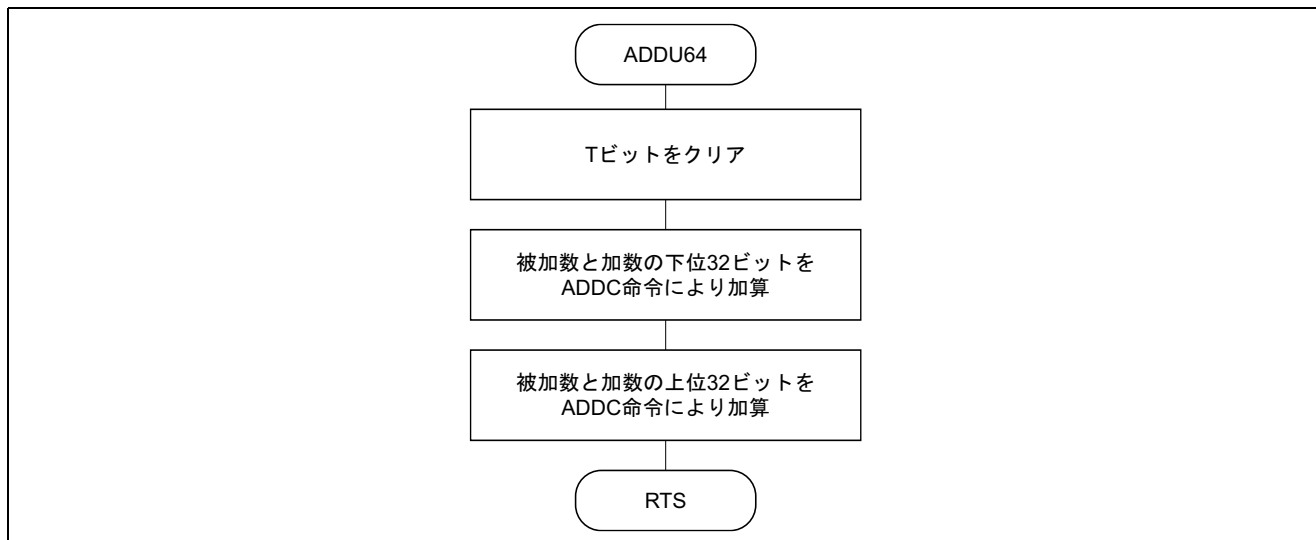 ADDU64
Tビットをクリア
被加数と加数の下位32ビットを
ADDC命令により加算
被加数と加数の上位32ビットを
ADDC命令により加算
RTS